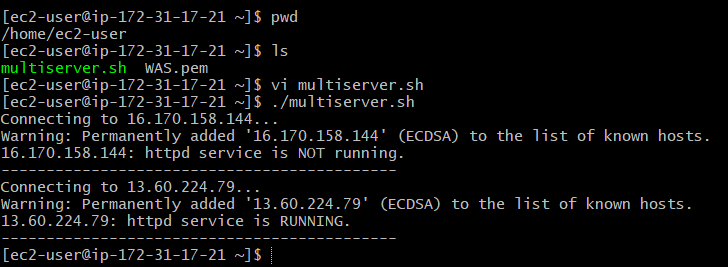 [ec2-user@ip-172-31-17-21 ~]$ pwd
/home/ec2-user
[ec2-user@ip-172-31-17-21 ~]$ ls
multiserver.sh  WAS.pem
[ec2-user@ip-172-31-17-21 ~]$ vi multiserver.sh
[ec2-user@ip-172-31-17-21 ~]$ ./multiserver.sh
Connecting to 16.170.158.144...
Warning: Permanently added '16.170.158.144' (ECDSA) to the list of known hosts.
16.170.158.144: httpd service is NOT running.
--------------------------------------------
Connecting to 13.60.224.79...
Warning: Permanently added '13.60.224.79' (ECDSA) to the list of known hosts.
13.60.224.79: httpd service is RUNNING.
--------------------------------------------
[ec2-user@ip-172-31-17-21 ~]$